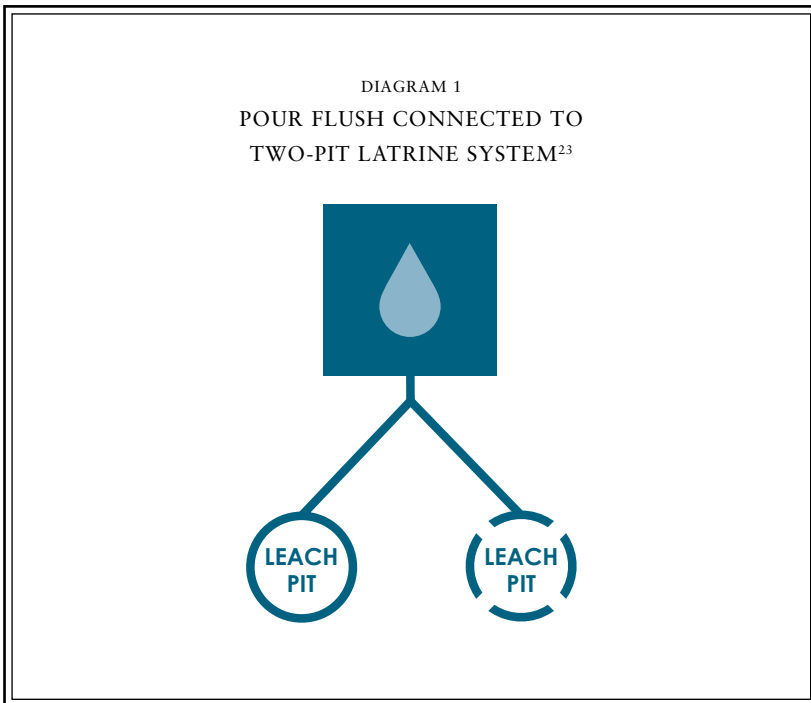 DIAGRAM 1
POUR FLUSH CONNECTED TO
TWO-PIT LATRINE SYSTEM23
LEACH
PIT
LEACH
PIT